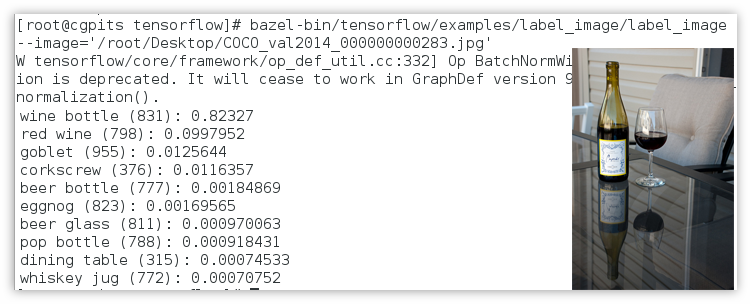 [root@cgpits tensorflow]# bazel-bin/tensorflow/examples/label_image/label_image
--image='/root/Desktop/COCO_val2014_000000000283.jpg'
W tensorflow/core/framework/op_def_util.cc:332] Op BatchNormWi
ion is deprecated. It will cease to work in GraphDef version 9
normalization().
wine bottle (831): 0.82327
red wine (798): 0.0997952
goblet (955): 0.0125644
corkscrew (376): 0.0116357
beer bottle (777): 0.00184869
eggnog (823): 0.00169565
beer glass (811): 0.000970063
pop bottle (788): 0.000918431
dining table (315): 0.00074533
whiskey jug (772): 0.00070752